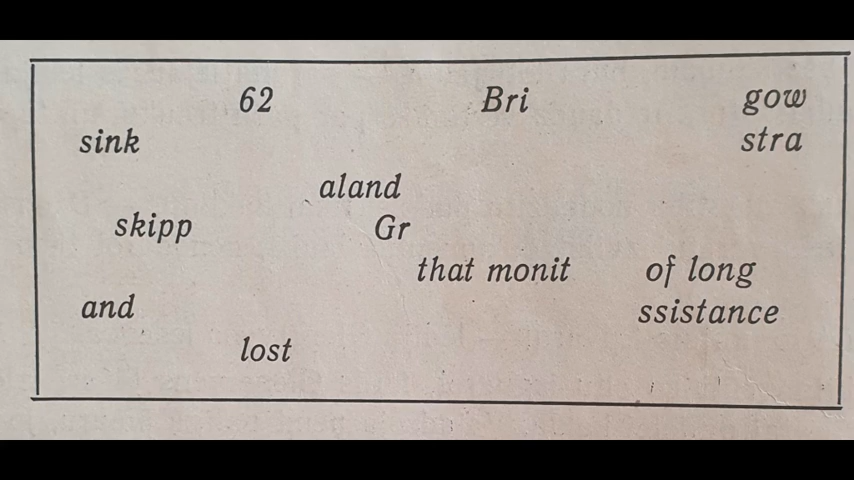 62 Bri gow
sink stra
aland
skipp Gr
that monit of long
and ssistance
lost